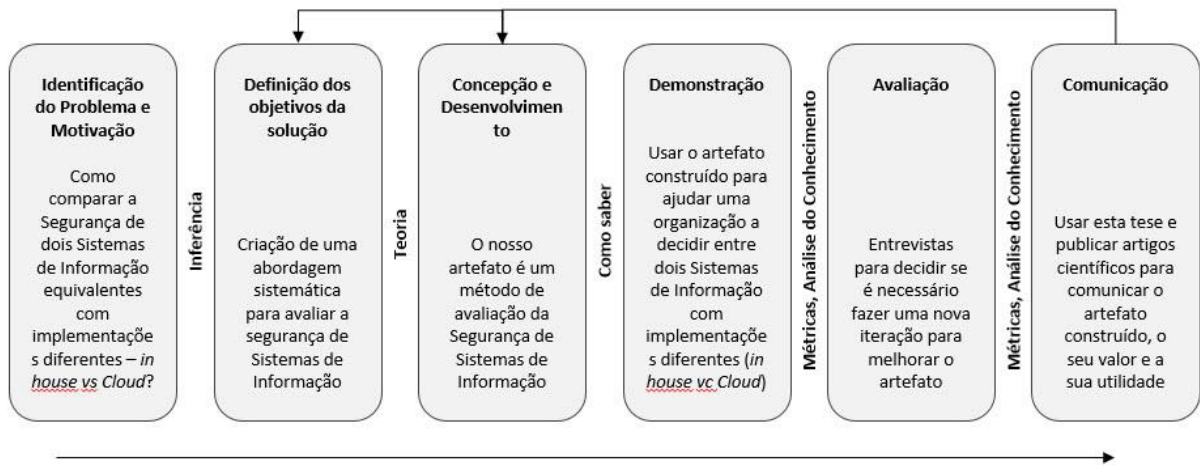 Identificação
do Problema e
Motivação
Como
comparar a
Segurança de
dois Sistemas
de Informação
equivalentes
com
implementaçõe
s diferentes – in
house vs Cloud?
Inferência
Definição dos
objetivos da
solução
Criação de uma
abordagem
sistemática
para avaliar a
segurança de
Sistemas de
Informação
Teoria
Concepção e
Desenvolvimen
to
O nosso
artefato é um
método de
avaliação da
Segurança de
Sistemas de
Informação
Como saber
Demonstração
Usar o artefato
construído para
ajudar uma
organização a
decidir entre
dois Sistemas
de Informação
com
implementaçõe
s diferentes (in
house vc Cloud)
Métricas, Análise do Conhecimento
Avaliação
Entrevistas
para decidir se
é necessário
fazer uma nova
iteração para
melhorar o
artefato
Métricas, Análise do Conhecimento
Comunicação
Usar esta tese e
publicar artigos
científicos para
comunicar o
artefato
construído, o
seu valor e a
sua utilidade